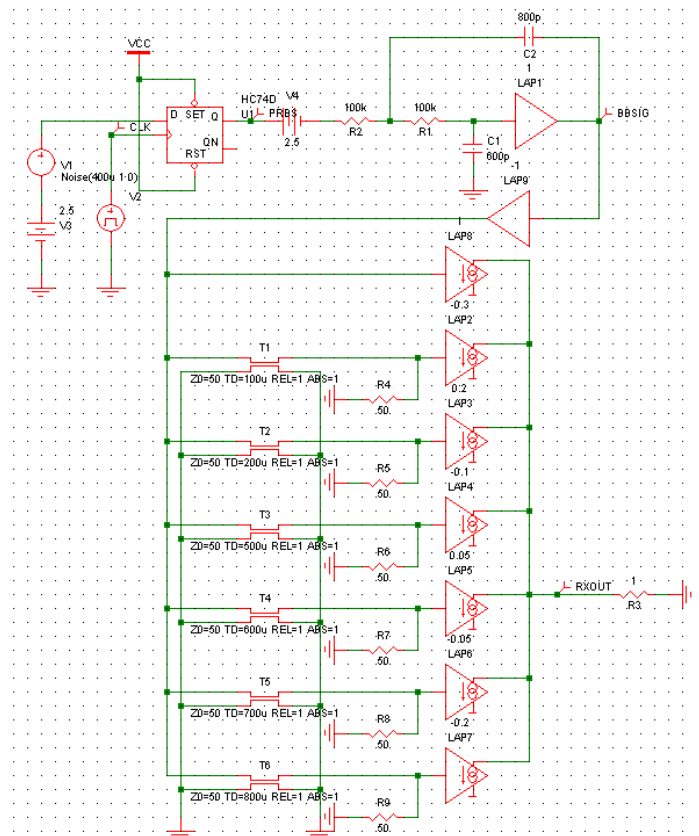 800p
C2
VCC
1
LAP1
HC74D
U1
V4
PRBS
2.5
D SET Q
QN
RST
CLK
100k
R2
100k
R1
BBSIG
C1
600p
V1
Noise(400u 1 0)
V2
2.5
V3
-1
LAP9
1
LAP8
-0.3
LAP2
T1
Z0=50 TD=100u REL=1 ABS=1
R4
50.
0.2
LAP3
T2
Z0=50 TD=200u REL=1 ABS=1
R5
50.
-0.1
LAP4
T3
Z0=50 TD=500u REL=1 ABS=1
R6
50.
0.05
LAP5
RXOUT
1
R3
T4
Z0=50 TD=600u REL=1 ABS=1
R7
50.
-0.05
LAP6
T5
Z0=50 TD=700u REL=1 ABS=1
R8
50.
-0.2
LAP7
T6
Z0=50 TD=800u REL=1 ABS=1
R9
50.